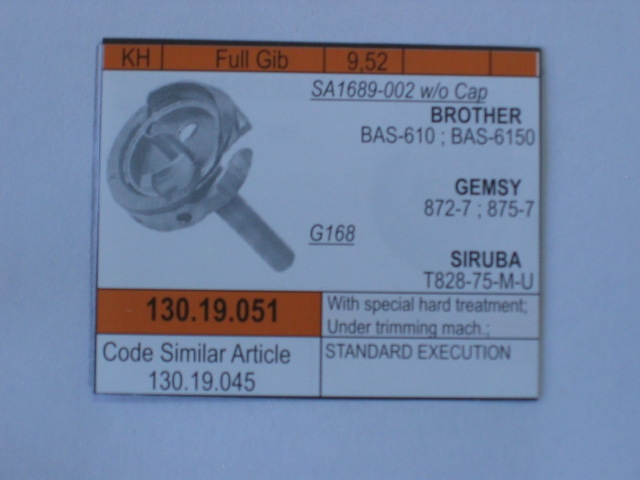 KH Full Gib 9,52
SA1689-002 w/o Cap
BROTHER
BAS-610 ; BAS-6150
GEMSY
872-7 ; 875-7
G168
SIRUBA
T828-75-M-U
130.19.051
With special hard treatment;
Under trimming mach.;
Code Similar Article
130.19.045
STANDARD EXECUTION